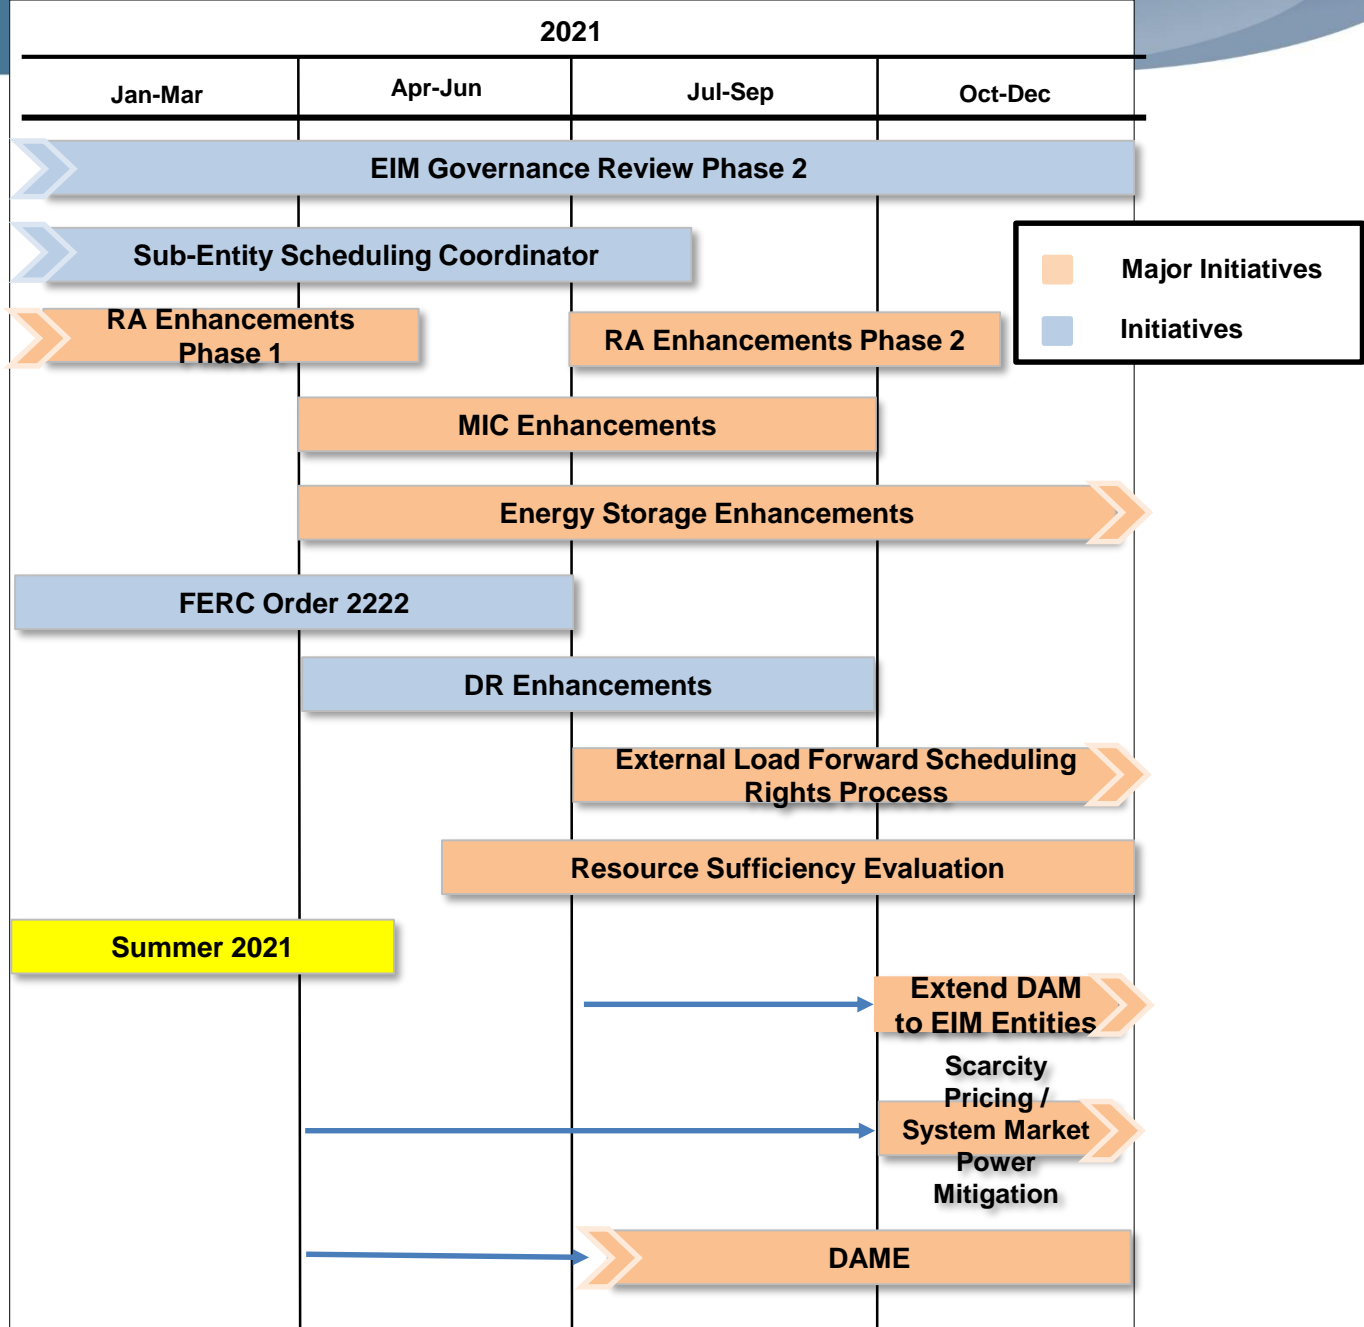 2021
Jan-Mar
Apr-Jun
Jul-Sep
Oct-Dec
EIM Governance Review Phase 2
Sub-Entity Scheduling Coordinator
Major Initiatives
Initiatives
RA Enhancements
Phase 1
RA Enhancements Phase 2
MIC Enhancements
Energy Storage Enhancements
FERC Order 2222
DR Enhancements
External Load Forward Scheduling
Rights Process
Resource Sufficiency Evaluation
Summer 2021
Extend DAM
to EIM Entities
Scarcity
Pricing /
System Market
Power
Mitigation
DAME